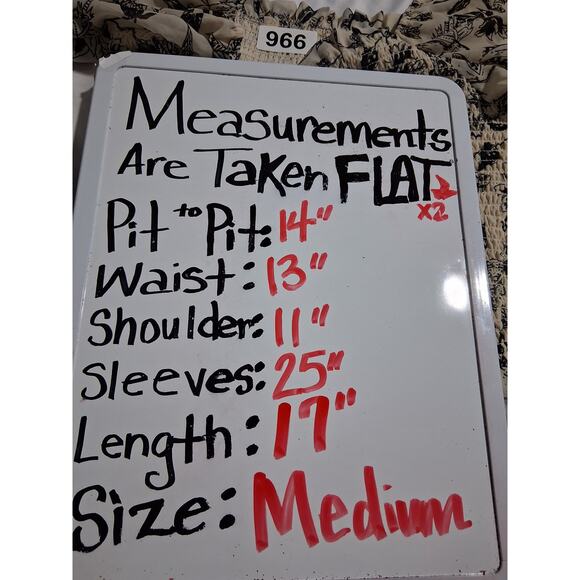 966
Measurements
Are Taken FLAT
x2
Pit to Pit: 14"
Waist: 13"
Shoulder: 11"
Sleeves: 25"
Length: 17"
Size: Medium